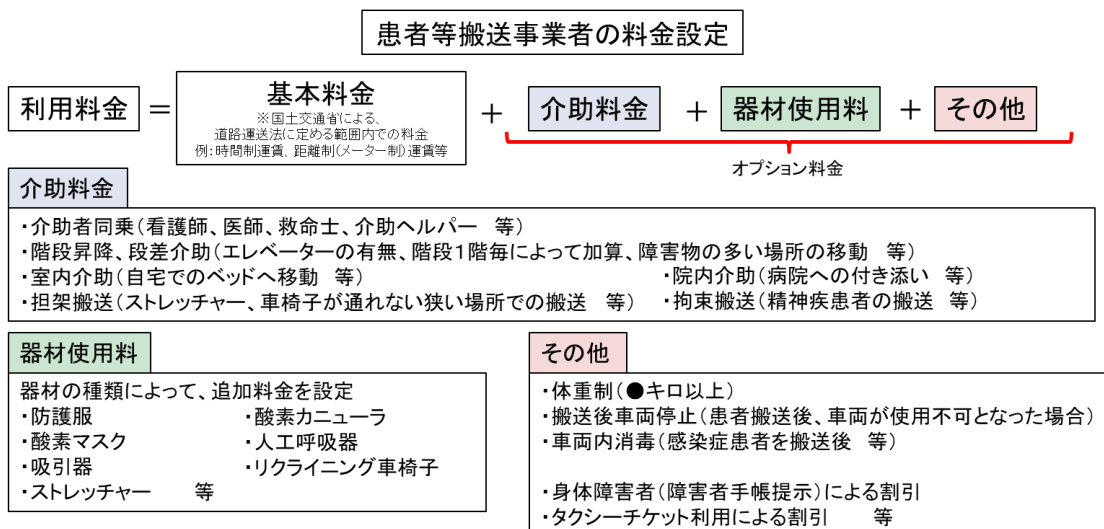 患者等搬送事業者の料金設定
利用料金 = 基本料金 + 介助料金 + 器材使用料 + その他
※国土交通省による、
道路運送法に定める範囲内での料金
例:時間制運賃、距離制(メーター制)運賃等
オプション料金
介助料金
・介助者同乗(看護師、医師、救命士、介助ヘルパー 等)
・階段昇降、段差介助(エレベーターの有無、階段1階毎によって加算、障害物の多い場所の移動 等)
・室内介助(自宅でのベッドへ移動 等) ・院内介助(病院への付き添い 等)
・担架搬送(ストレッチャー、車椅子が通れない狭い場所での搬送 等) ・拘束搬送(精神疾患者の搬送 等)
器材使用料
器材の種類によって、追加料金を設定
・防護服 ・酸素カニューラ
・酸素マスク ・人工呼吸器
・吸引器 ・リクライニング車椅子
・ストレッチャー 等
その他
・体重制(●キロ以上)
・搬送後車両停止(患者搬送後、車両が使用不可となった場合)
・車両内消毒(感染症患者を搬送後 等)
・身体障害者(障害者手帳提示)による割引
・タクシーチケット利用による割引 等